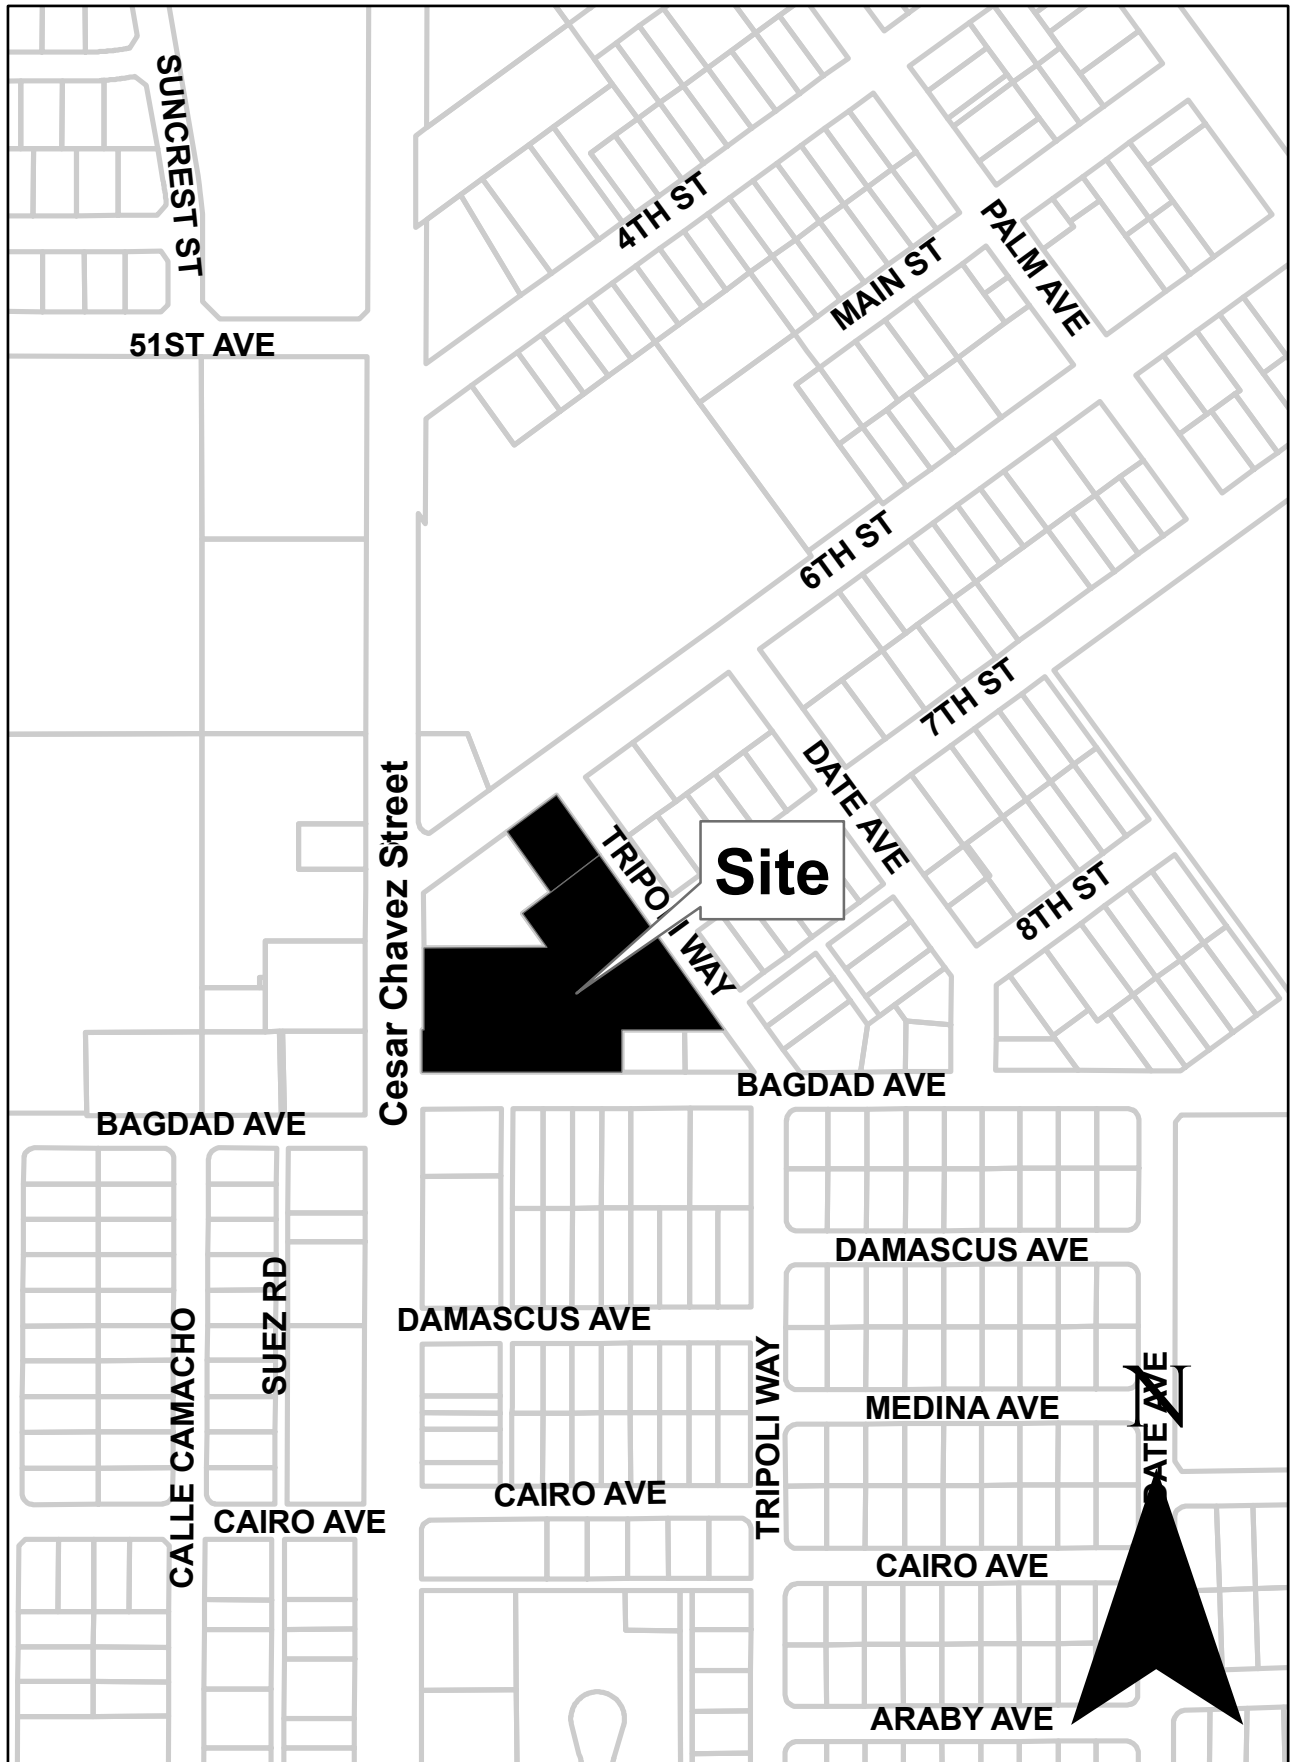 SUNCREST ST
4TH ST
PALM AVE
MAIN ST
51ST AVE
6TH ST
7TH ST
DATE AVE
Cesar Chavez Street
TRIPOLI WAY
Site
8TH ST
BAGDAD AVE
BAGDAD AVE
DAMASCUS AVE
SUEZ RD
DAMASCUS AVE
CALLE CAMACHO
TRIPOLI WAY
DATE AVE
N
MEDINA AVE
CAIRO AVE
CAIRO AVE
CAIRO AVE
ARABY AVE